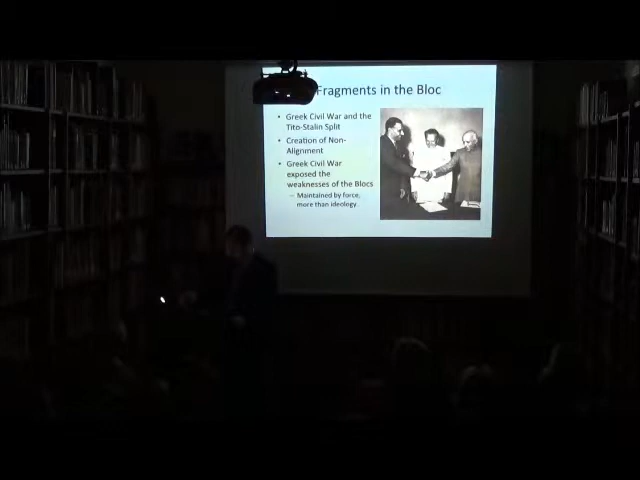 Fragments in the Bloc
• Greek Civil War and the
Tito-Stalin Split
• Creation of Non-
Alignment
• Greek Civil War
exposed the
weaknesses of the Blocs
– Maintained by force,
more than ideology